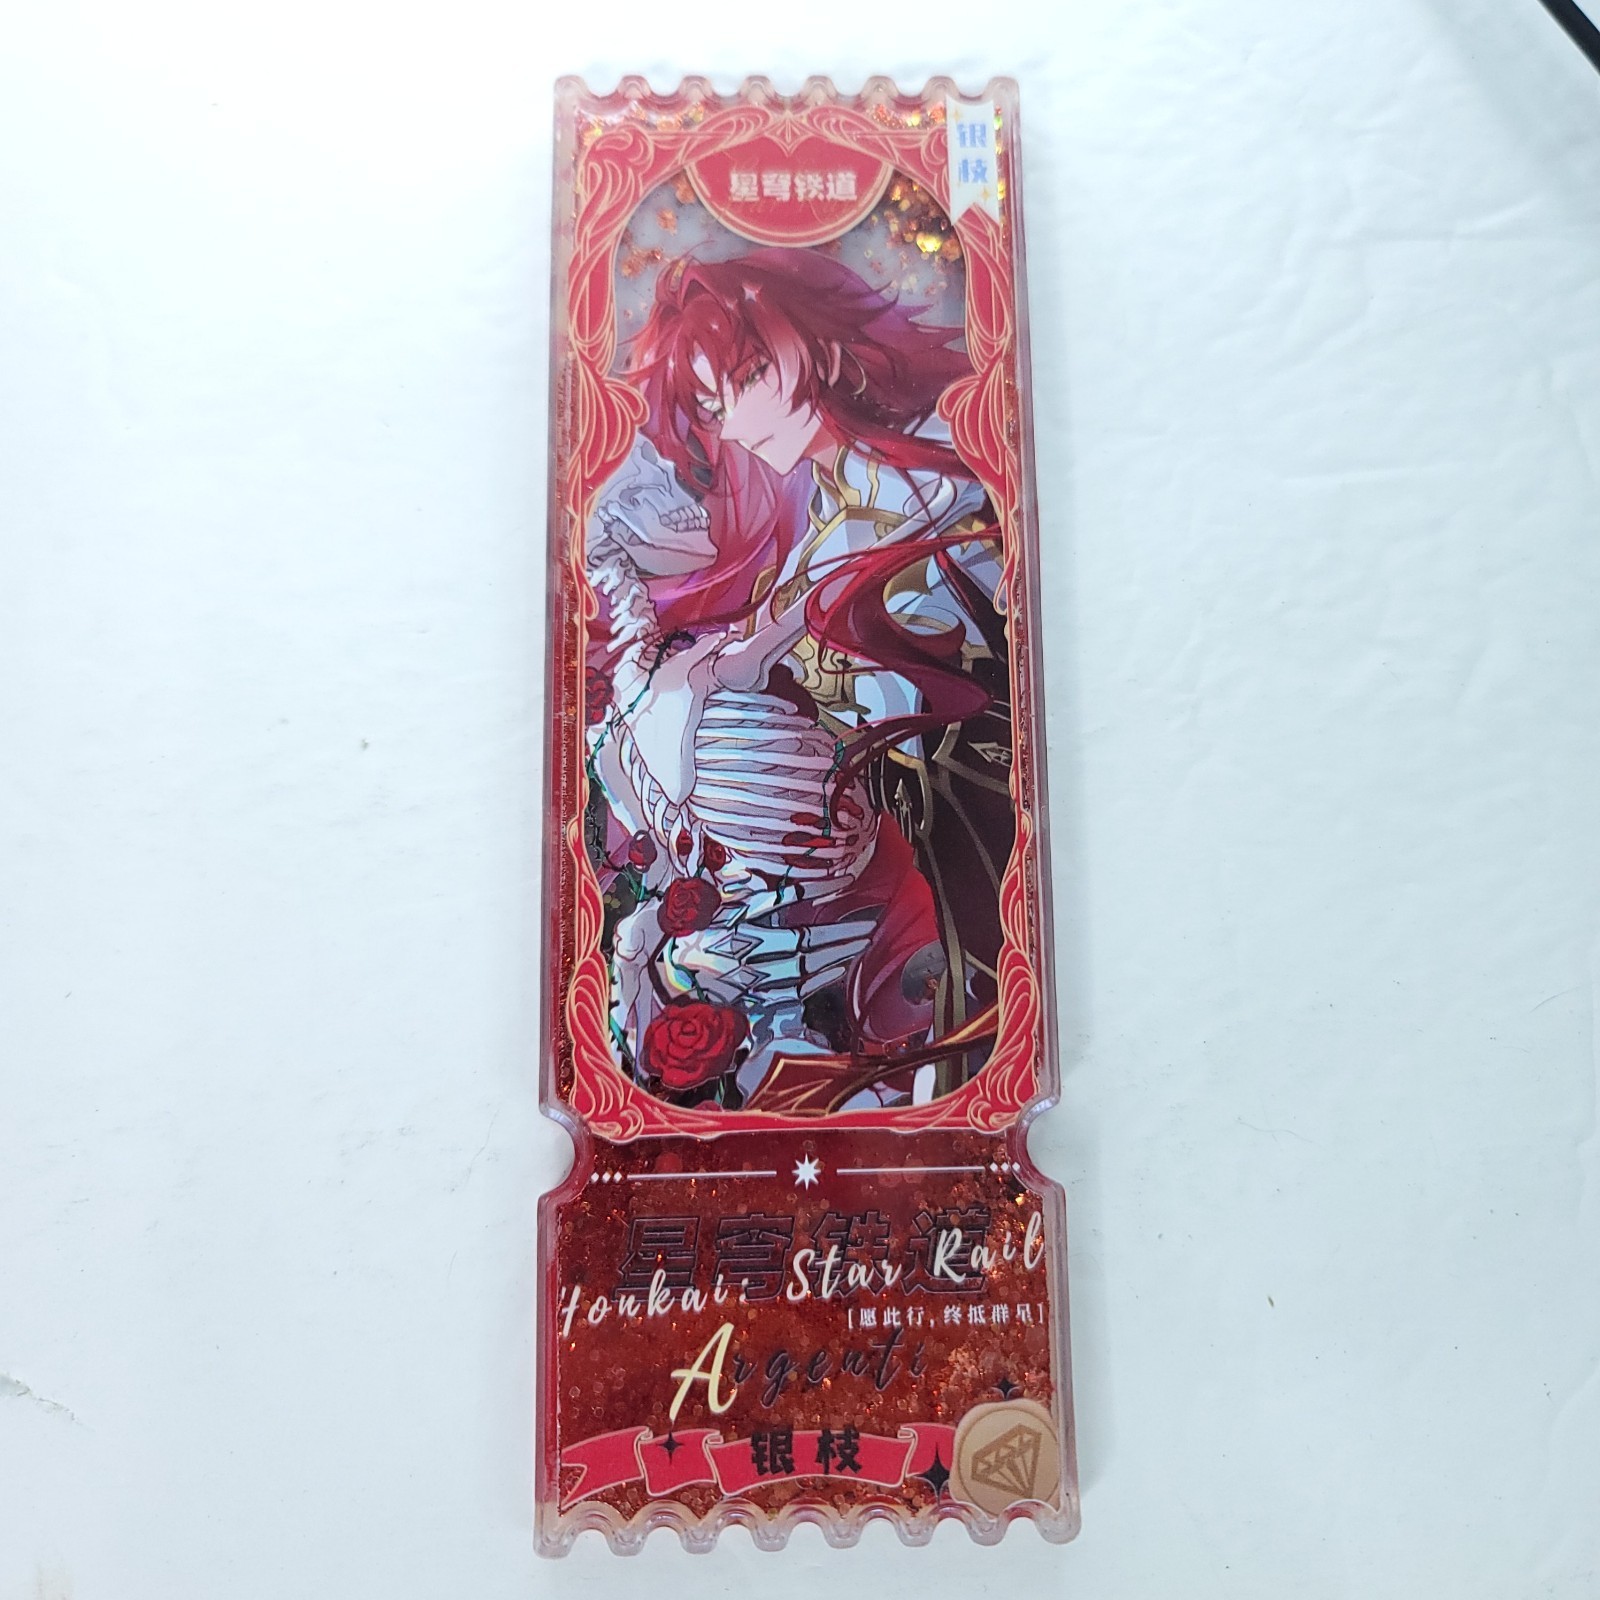 银
枝
星穹铁道
星穹铁道
Honkai: Star Rail
[愿此行,终抵群星]
Argenti
银枝